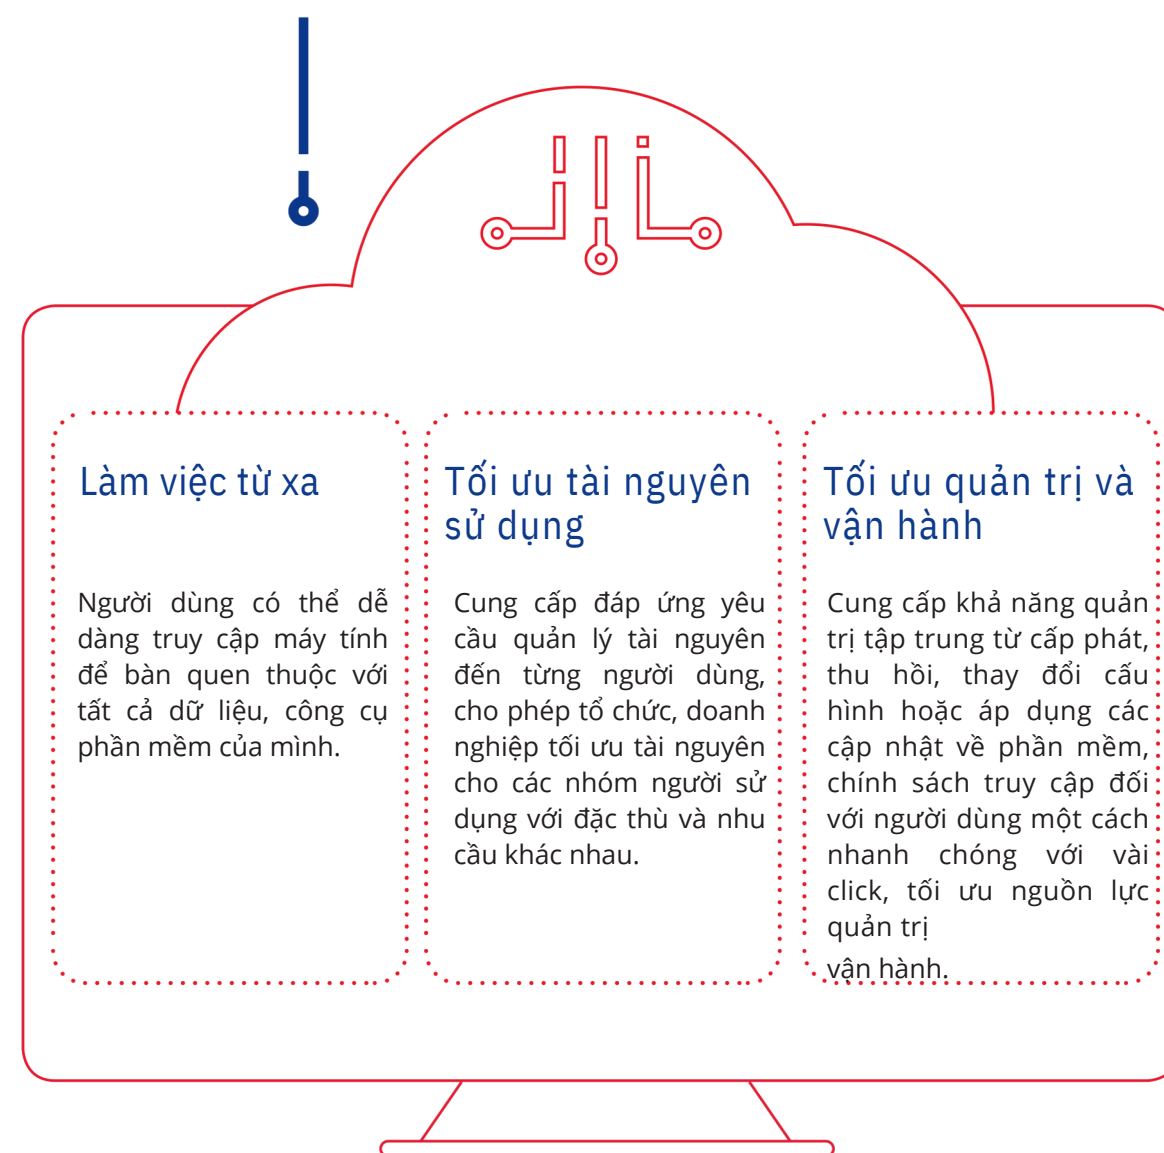 Làm việc từ xa
Người dùng có thể dễ
dàng truy cập máy tính
để bàn quen thuộc với
tất cả dữ liệu, công cụ
phần mềm của mình.
Tối ưu tài nguyên
sử dụng
Cung cấp đáp ứng yêu
cầu quản lý tài nguyên
đến từng người dùng,
cho phép tổ chức, doanh
nghiệp tối ưu tài nguyên
cho các nhóm người sử
dụng với đặc thù và nhu
cầu khác nhau.
Tối ưu quản trị và
vận hành
Cung cấp khả năng quản
trị tập trung từ cấp phát,
thu hồi, thay đổi cấu
hình hoặc áp dụng các
cập nhật về phần mềm,
chính sách truy cập đối
với người dùng một cách
nhanh chóng với vài
click, tối ưu nguồn lực
quản trị
vận hành.